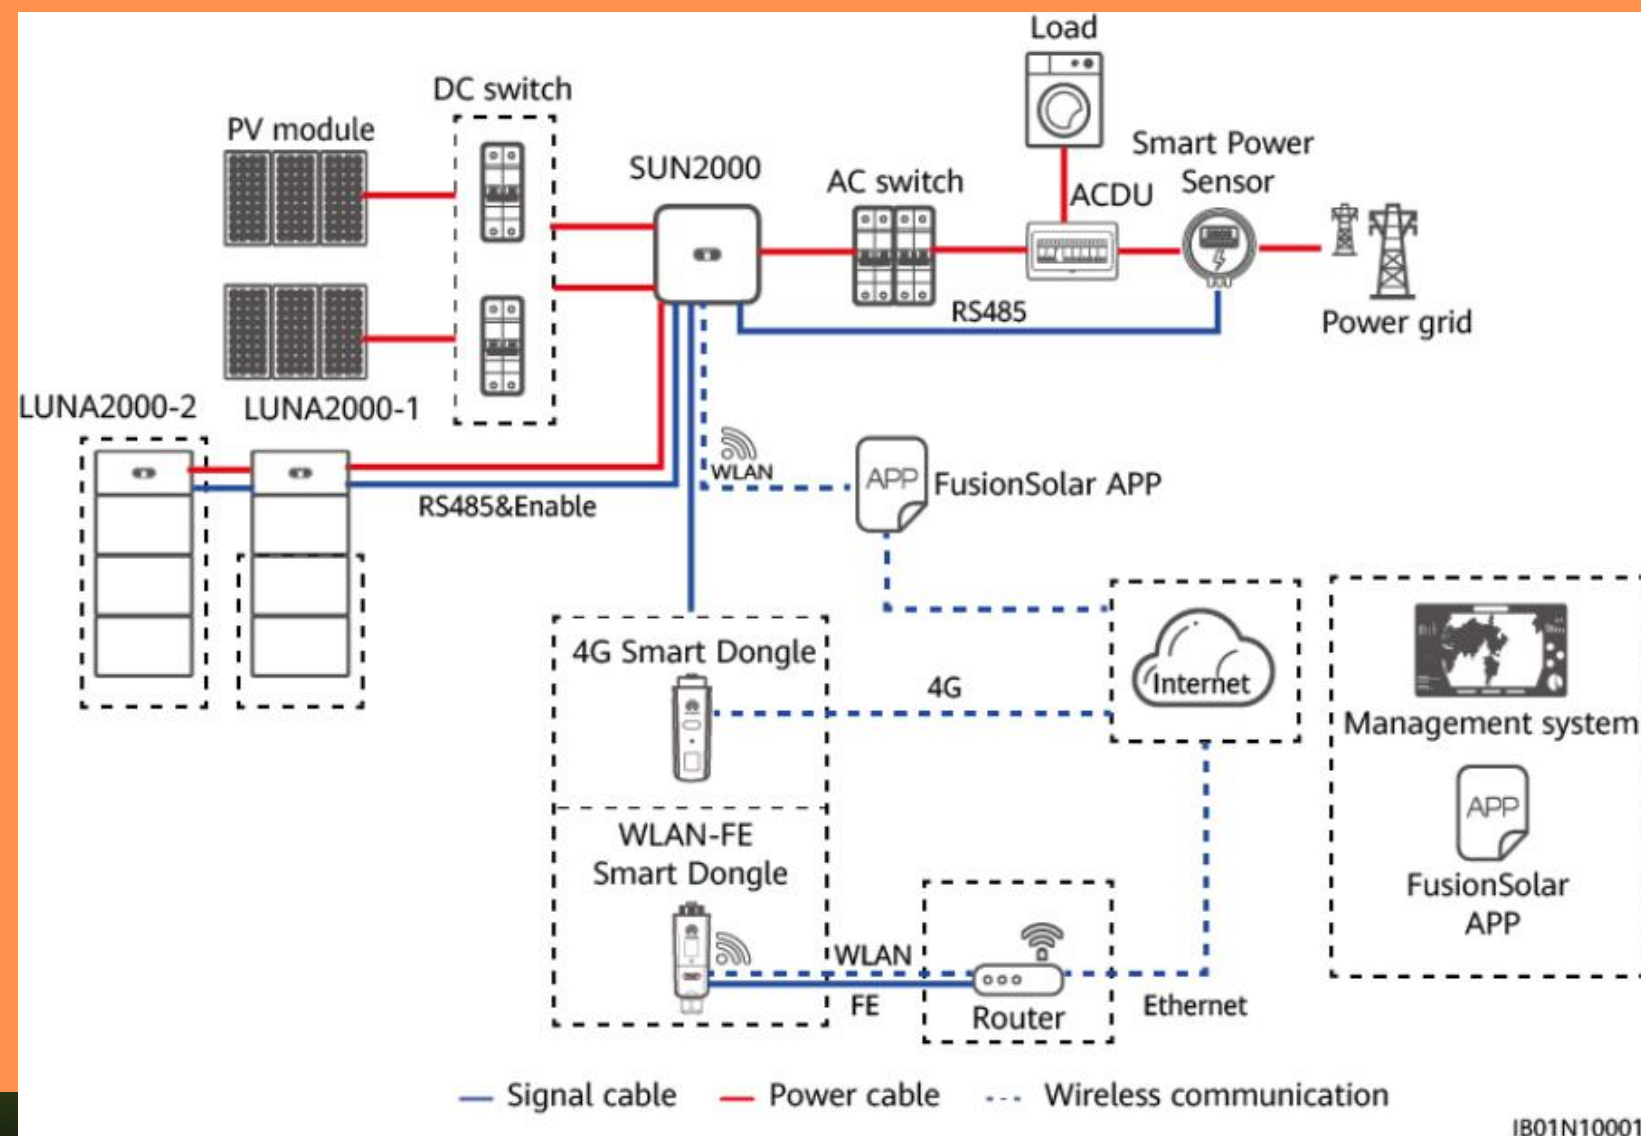 Load
DC switch
PV module
Smart Power
Sensor
SUN2000
AC switch
ACDU
RS485
Power grid
LUNA2000-2
LUNA2000-1
WLAN
APP
FusionSolar APP
RS485&Enable
4G Smart Dongle
4G
Internet
Management system
APP
FusionSolar
APP
WLAN-FE
Smart Dongle
WLAN
FE
Router
Ethernet
Signal cable
Power cable
Wireless communication
IB01N10001